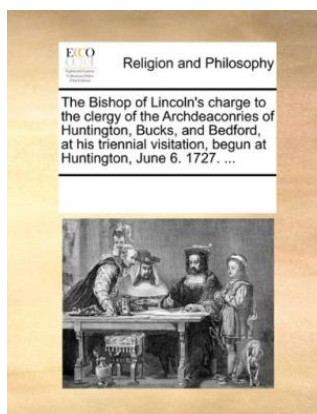 ECCO
Religion and Philosophy
The Bishop of Lincoln's charge to
the clergy of the Archdeaconries of
Huntington, Bucks, and Bedford,
at his triennial visitation, begun at
Huntington, June 6. 1727. ...